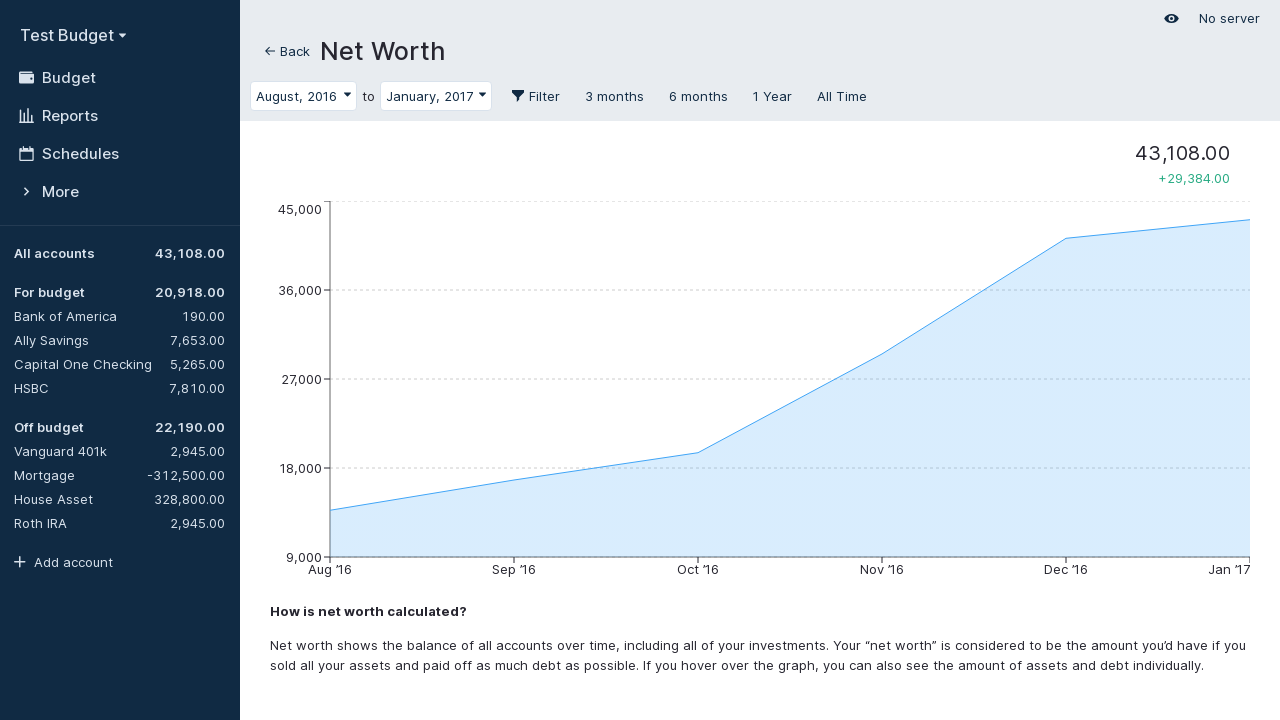 Test Budget
Budget
Reports
Schedules
More
All accounts 43,108.00
For budget 20,918.00
Bank of America 190.00
Ally Savings 7,653.00
Capital One Checking 5,265.00
HSBC 7,810.00
Off budget 22,190.00
Vanguard 401k 2,945.00
Mortgage -312,500.00
House Asset 328,800.00
Roth IRA 2,945.00
Add account
No server
Back Net Worth
August, 2016 to January, 2017 Filter 3 months 6 months 1 Year All Time
43,108.00
+29,384.00
45,000
36,000
27,000
18,000
9,000
Aug ’16 Sep ’16 Oct ’16 Nov ’16 Dec ’16 Jan ’17
How is net worth calculated?
Net worth shows the balance of all accounts over time, including all of your investments. Your “net worth” is considered to be the amount you’d have if you
sold all your assets and paid off as much debt as possible. If you hover over the graph, you can also see the amount of assets and debt individually.